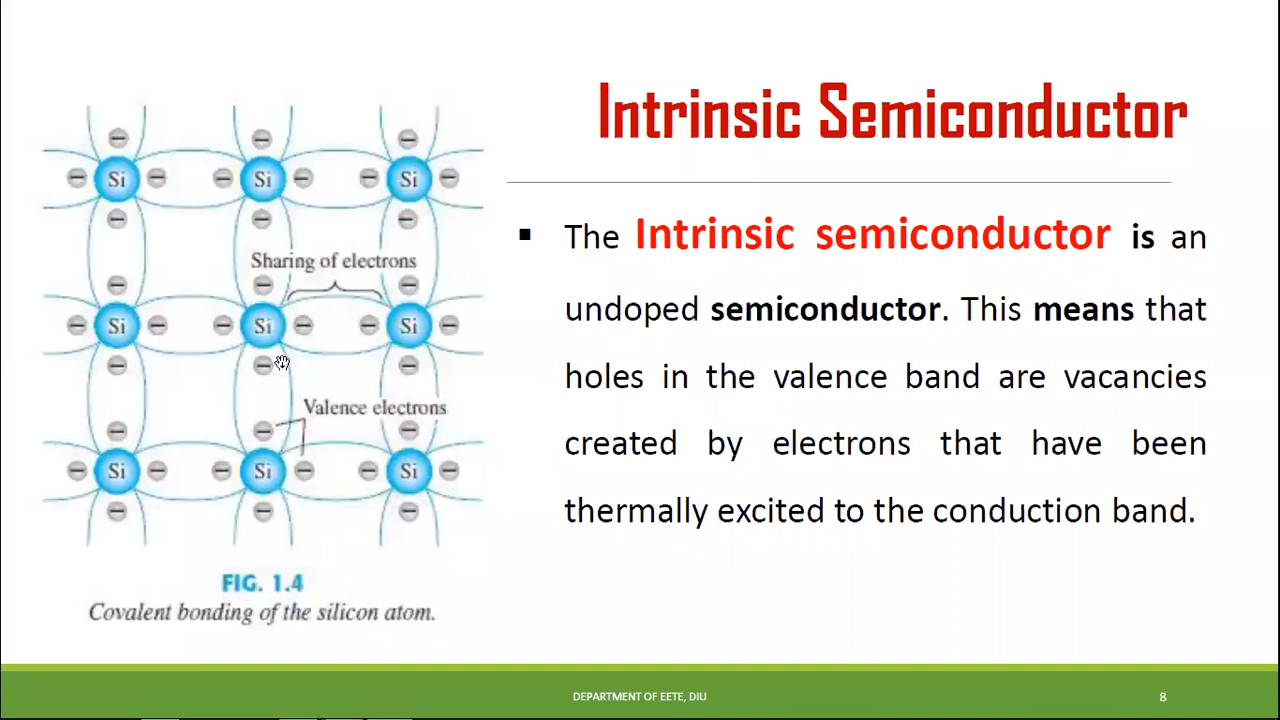 Intrinsic Semiconductor
Si Si Si
Sharing of electrons
Si Si Si
Valence electrons
Si Si Si
FIG. 1.4
Covalent bonding of the silicon atom.
▪ The Intrinsic semiconductor is an
undoped semiconductor. This means that
holes in the valence band are vacancies
created by electrons that have been
thermally excited to the conduction band.
DEPARTMENT OF EETE, DIU
8